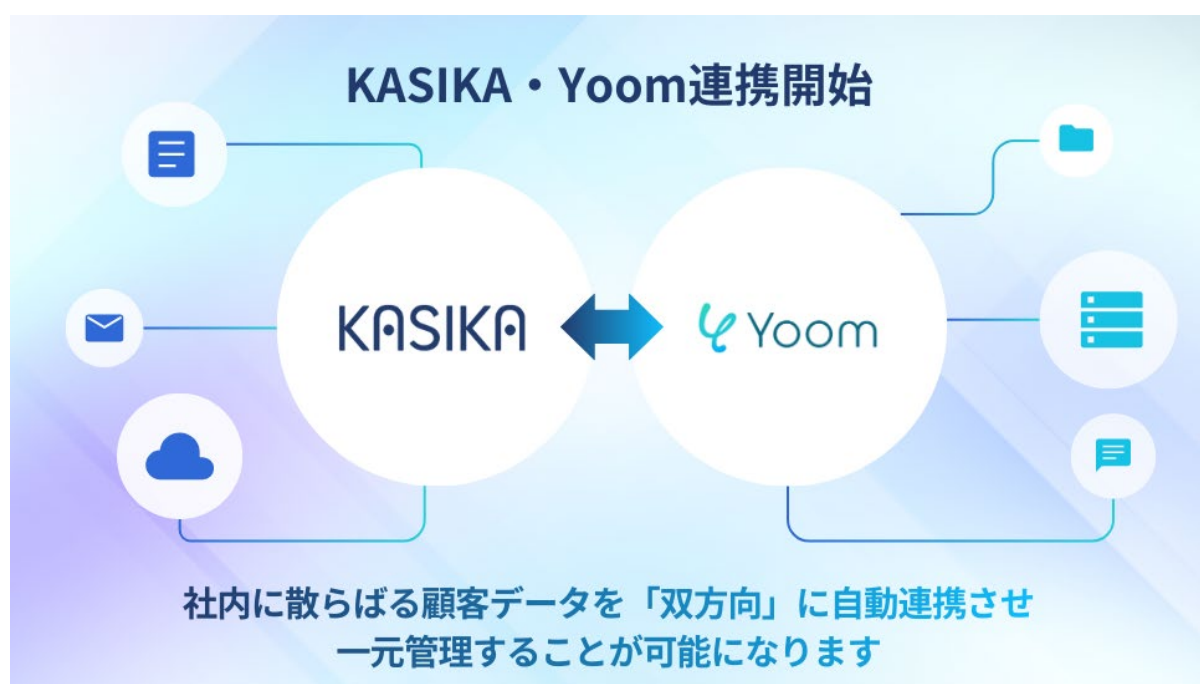 KASIKA・Yoom連携開始
KASIKA
Yoom
社内に散らばる顧客データを「双方向」に自動連携させ
一元管理することが可能になります